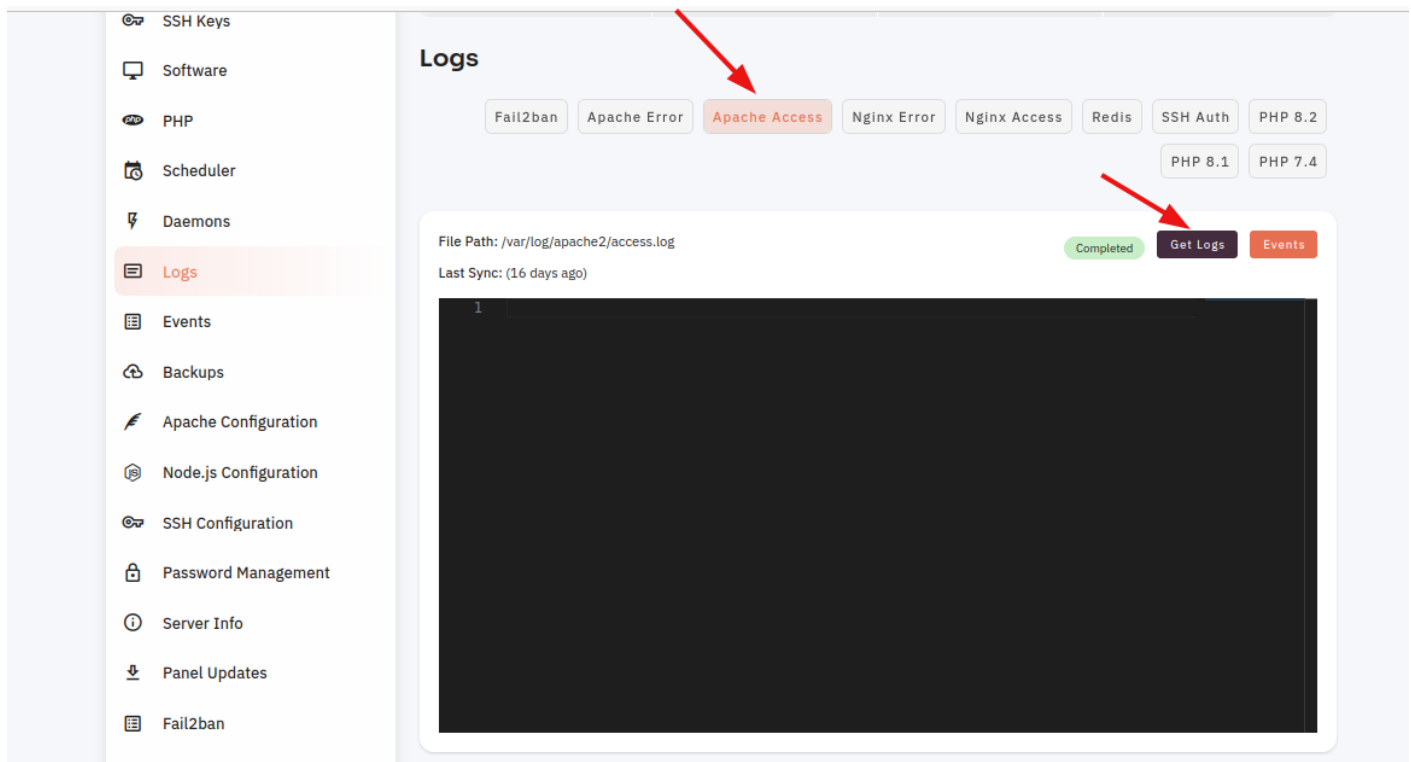 SSH Keys
Software
PHP
Scheduler
Daemons
Logs
Events
Backups
Apache Configuration
Node.js Configuration
SSH Configuration
Password Management
Server Info
Panel Updates
Fail2ban
Logs
Fail2ban Apache Error Apache Access Nginx Error Nginx Access Redis SSH Auth PHP 8.2
PHP 8.1 PHP 7.4
File Path: /var/log/apache2/access.log
Completed Get Logs Events
Last Sync: (16 days ago)
1